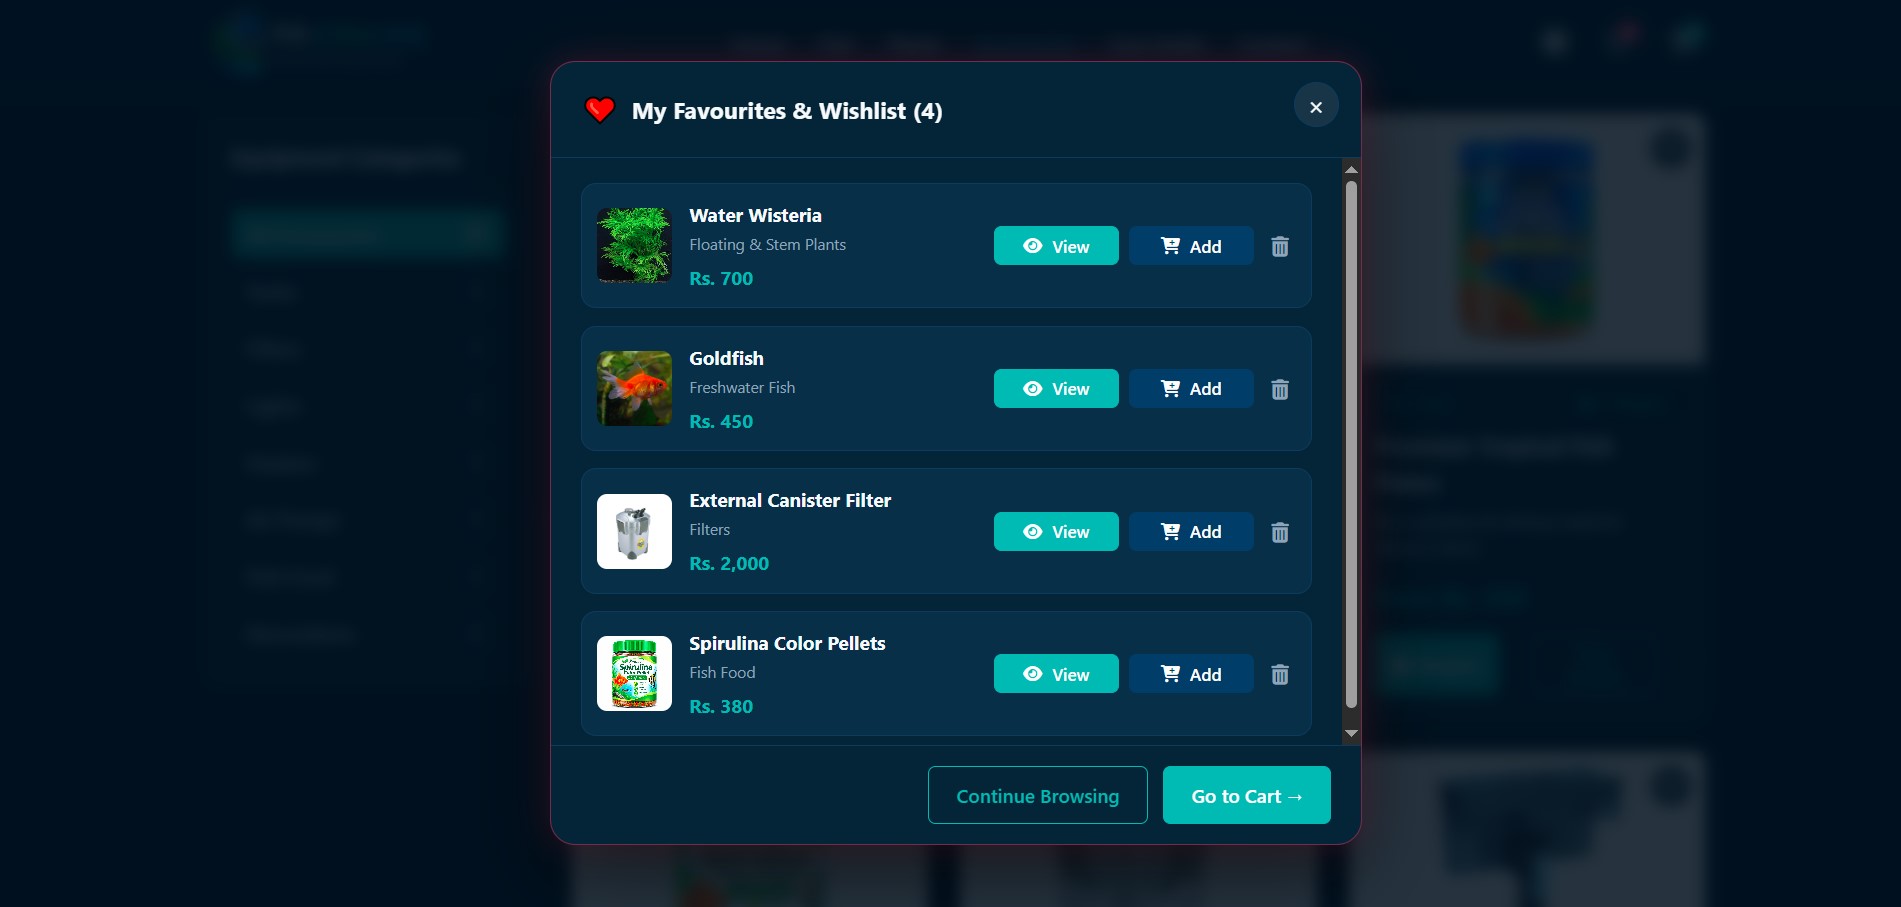 My Favourites & Wishlist (4)
Water Wisteria
Floating & Stem Plants
Rs. 700
View
Add
Goldfish
Freshwater Fish
Rs. 450
View
Add
External Canister Filter
Filters
Rs. 2,000
View
Add
Spirulina Color Pellets
Fish Food
Rs. 380
View
Add
Spirulina
Continue Browsing
Go to Cart →